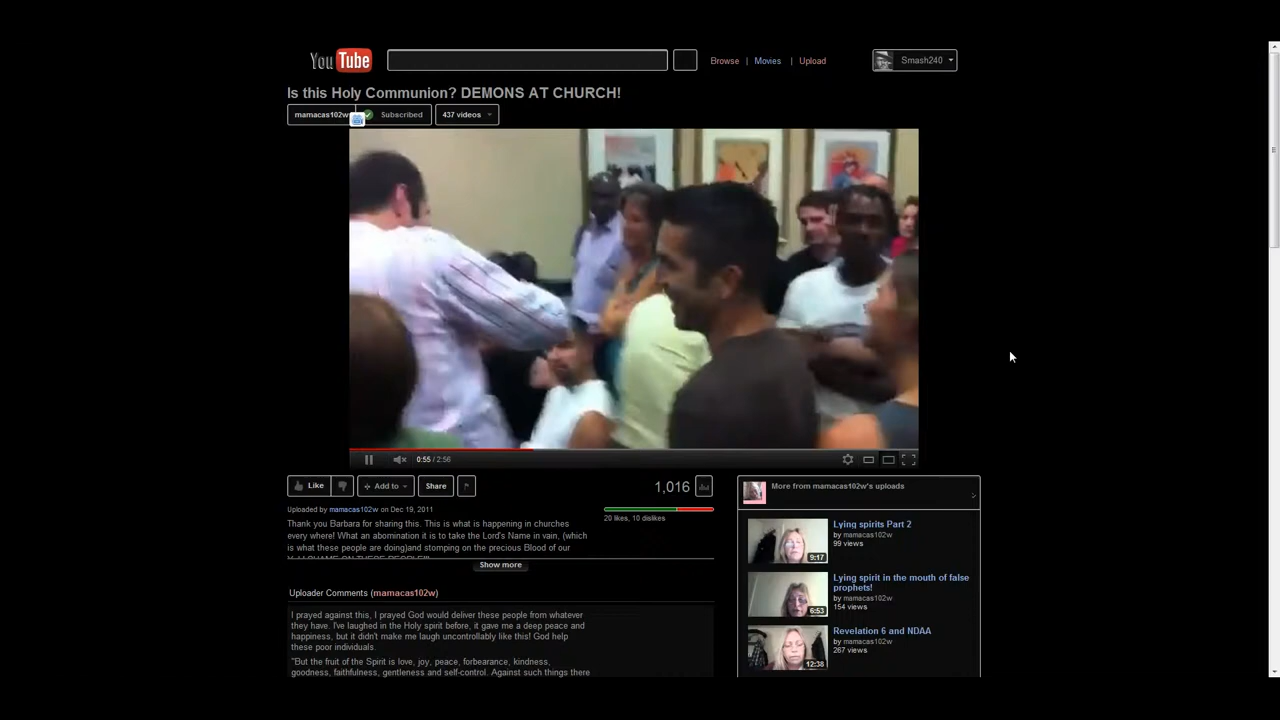 You Tube
Browse | Movies | Upload
Smash240
Is this Holy Communion? DEMONS AT CHURCH!
mamacas102w Subscribed 437 videos
0:55 / 2:56
Like Add to Share 1,016
Uploaded by mamacas102w on Dec 19, 2011
20 likes, 10 dislikes
Thank you Barbara for sharing this. This is what is happening in churches
every where! What an abomination it is to take the Lord's Name in vain, (which
is what these people are doing)and stomping on the precious Blood of our
Show more
Uploader Comments (mamacas102w)
I prayed against this, I prayed God would deliver these people from whatever
they have. I've laughed in the Holy spirit before, it gave me a deep peace and
happiness, but it didn't make me laugh uncontrollably like this! God help
these poor individuals.
"But the fruit of the Spirit is love, joy, peace, forbearance, kindness,
goodness, faithfulness, gentleness and self-control. Against such things there
More from mamacas102w's uploads
Lying spirits Part 2
by mamacas102w
99 views
9:17
Lying spirit in the mouth of false
prophets!
by mamacas102w
154 views
6:53
Revelation 6 and NDAA
by mamacas102w
267 views
12:38